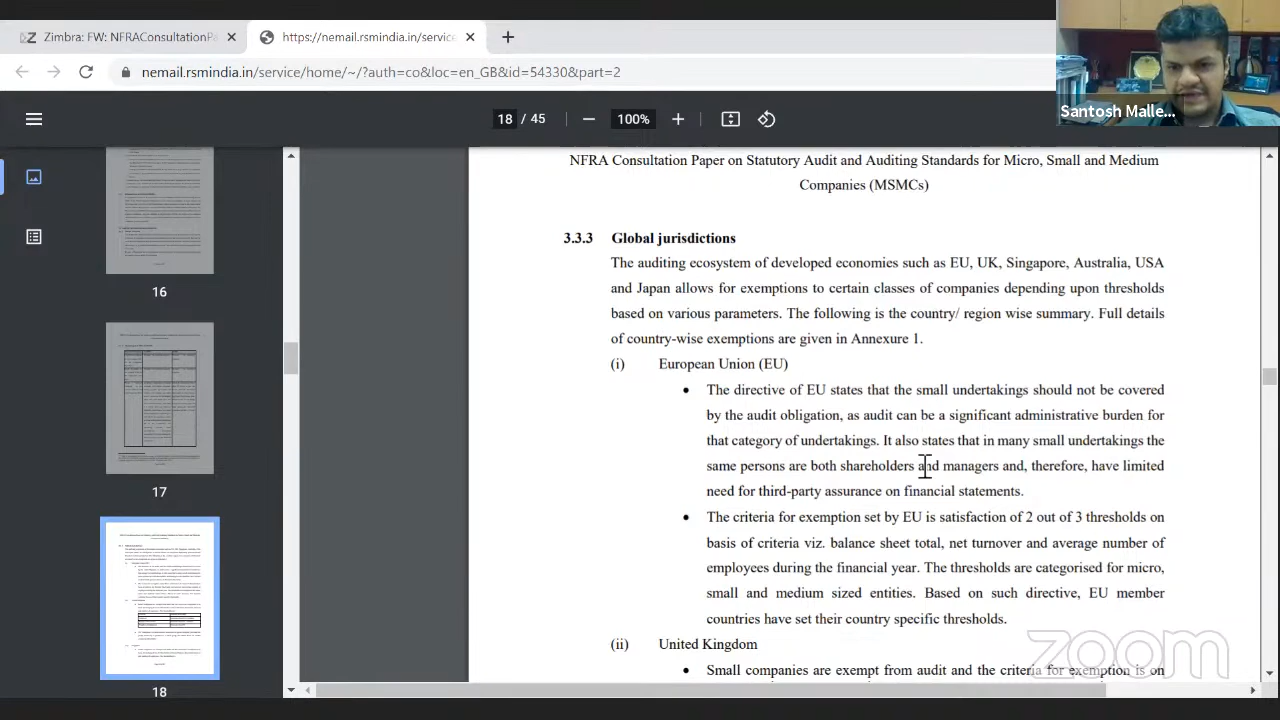 Zimbra: FW: NFRAConsultationPa
https://nemail.rsmindia.in/service
nemail.rsmindia.in/service/home/~/?auth=co&loc=en_GB&id=54330&part=2
Santosh Malle...
18 / 45
100%
NFRA Consultation Paper on Statutory Audit and Auditing Standards for Micro, Small and Medium
Companies (MSMCs)
3.3.3 Global jurisdictions
The auditing ecosystem of developed economies such as EU, UK, Singapore, Australia, USA
and Japan allows for exemptions to certain classes of companies depending upon thresholds
based on various parameters. The following is the country/ region wise summary. Full details
of country-wise exemptions are given in Annexure 1.
(i) European Union (EU)
• The directive of EU states that the small undertakings should not be covered
by the audit obligation, as audit can be a significant administrative burden for
that category of undertakings. It also states that in many small undertakings the
same persons are both shareholders and managers and, therefore, have limited
need for third-party assurance on financial statements.
• The criteria for exemption set by EU is satisfaction of 2 out of 3 thresholds on
basis of criteria viz. balance sheet total, net turnover and average number of
employees during the financial year. The thresholds are categorised for micro,
small and medium sized entities. Based on such directive, EU member
countries have set their country specific thresholds.
(ii) United Kingdom
• Small companies are exempt from audit and the criteria for exemption is on
16
17
18
zoom